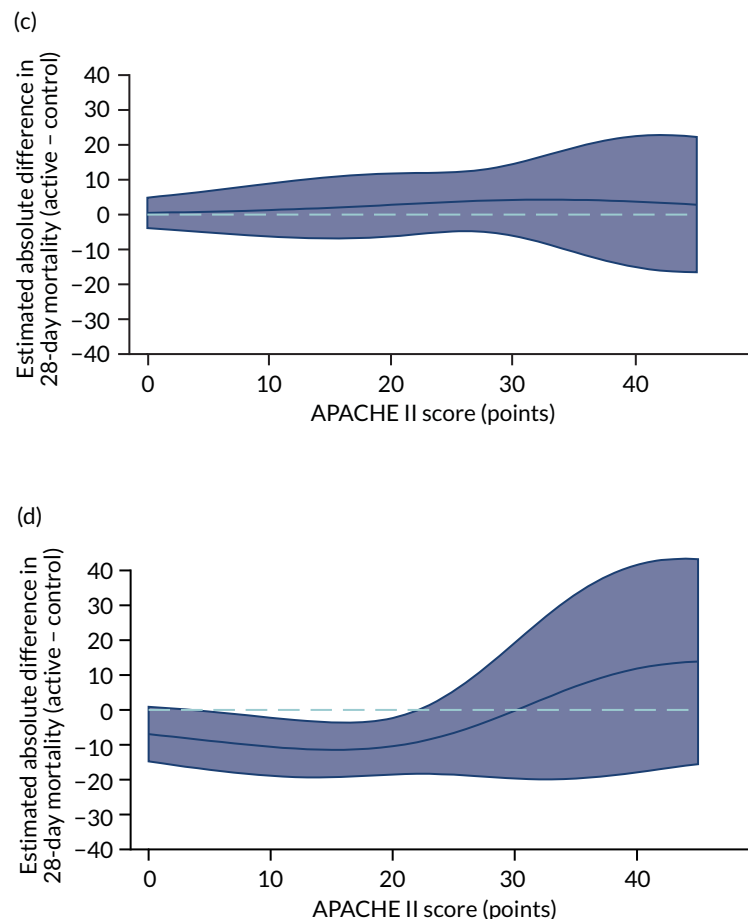 (c)
Estimated absolute difference in
28-day mortality (active – control)
40
30
20
10
0
−10
−20
−30
−40
0 10 20 30 40
APACHE II score (points)
(d)
Estimated absolute difference in
28-day mortality (active – control)
40
30
20
10
0
−10
−20
−30
−40
0 10 20 30 40
APACHE II score (points)